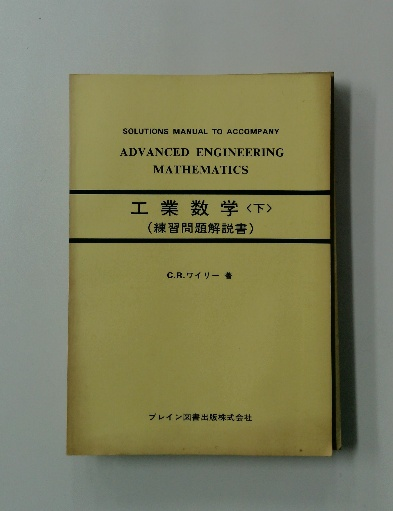 SOLUTIONS MANUAL TO ACCOMPANY
ADVANCED ENGINEERING
MATHEMATICS
工業数学〈下〉
(練習問題解説書)
C.R.ワイリー 著
ブレイン図書出版株式会社